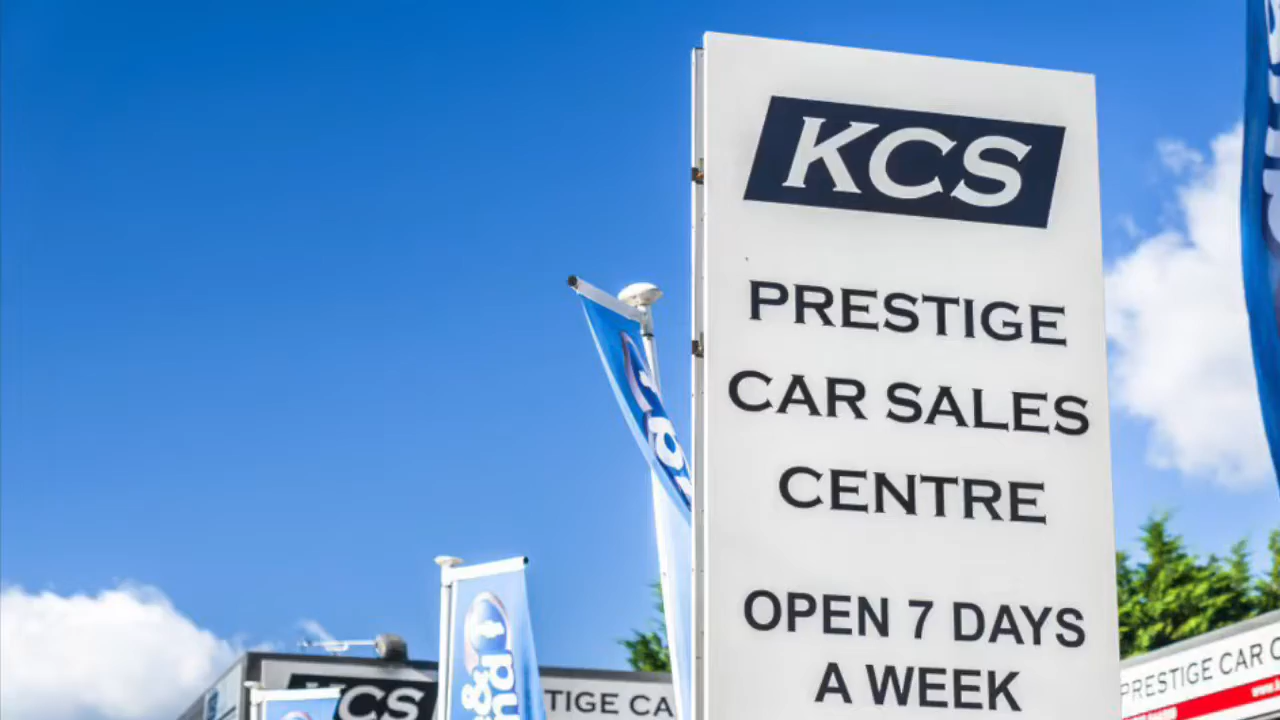 KCS
PRESTIGE
CAR SALES
CENTRE
OPEN 7 DAYS
A WEEK
KCS
TIGE CA
PRESTIGE CAR